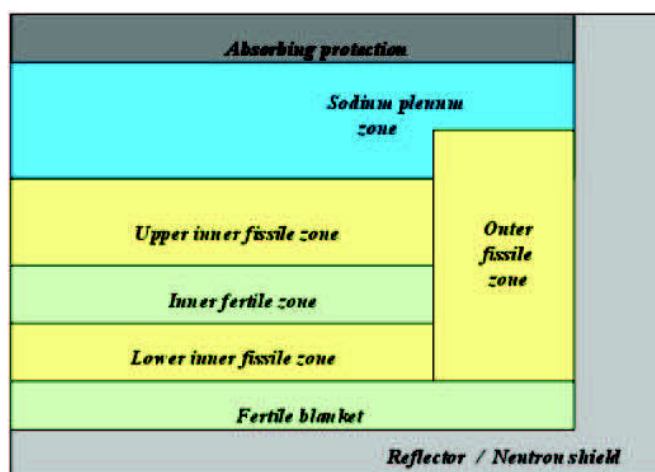 Absorbing protection
Sodium plenum
zone
Upper inner fissile zone
Outer
fissile
zone
Inner fertile zone
Lower inner fissile zone
Fertile blanket
Reflector / Neutron shield